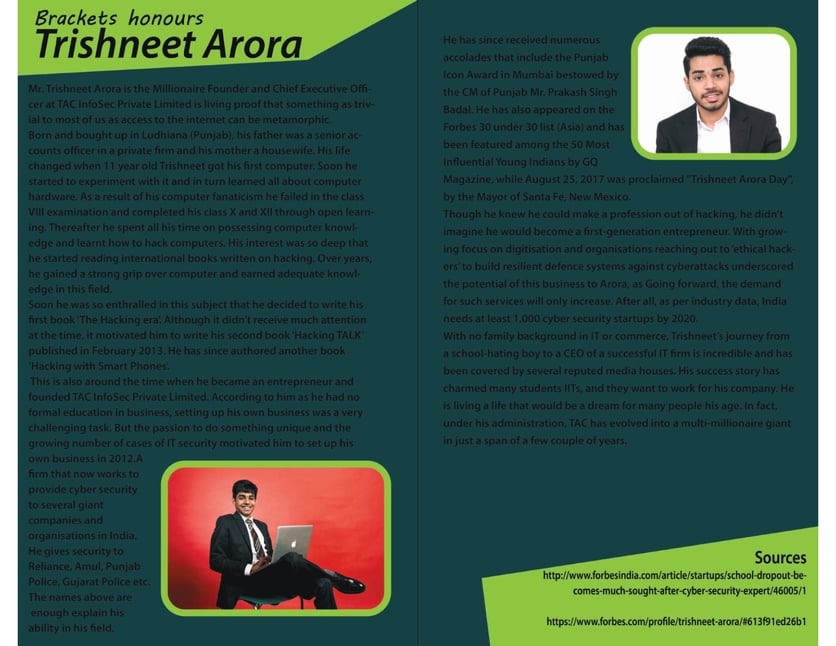 Brackets honours
Trishneet Arora
Mr. Trishneet Arora is the Millionaire Founder and Chief Executive Offi-
cer at TAC InfoSec Private Limited is living proof that something as triv-
ial to most of us as access to the internet can be metamorphic.
Born and bought up in Ludhiana (Punjab), his father was a senior ac-
counts officer in a private firm and his mother a housewife. His life
changed when 11 year old Trishneet got his first computer. Soon he
started to experiment with it and in turn learned all about computer
hardware. As a result of his computer fanaticism he failed in the class
VIII examination and completed his class X and XII through open learn-
ing. Thereafter he spent all his time on possessing computer knowl-
edge and learnt how to hack computers. His interest was so deep that
he started reading international books written on hacking. Over years,
he gained a strong grip over computer and earned adequate knowl-
edge in this field.
Soon he was so enthralled in this subject that he decided to write his
first book 'The Hacking era'. Although it didn't receive much attention
at the time, it motivated him to write his second book 'Hacking TALK'
published in February 2013. He has since authored another book
'Hacking with Smart Phones'.
This is also around the time when he became an entrepreneur and
founded TAC InfoSec Private Limited. According to him as he had no
formal education in business, setting up his own business was a very
challenging task. But the passion to do something unique and the
growing number of cases of IT security motivated him to set up his
own business in 2012.A
firm that now works to
provide cyber security
to several giant
companies and
organisations in India.
He gives security to
Reliance, Amul, Punjab
Police, Gujarat Police etc.
The names above are
enough explain his
ability in his field.
He has since received numerous
accolades that include the Punjab
Icon Award in Mumbai bestowed by
the CM of Punjab Mr. Prakash Singh
Badal. He has also appeared on the
Forbes 30 under 30 list (Asia) and has
been featured among the 50 Most
Influential Young Indians by GQ
Magazine, while August 25, 2017 was proclaimed "Trishneet Arora Day",
by the Mayor of Santa Fe, New Mexico.
Though he knew he could make a profession out of hacking, he didn't
imagine he would become a first-generation entrepreneur. With grow-
ing focus on digitisation and organisations reaching out to 'ethical hack-
ers' to build resilient defence systems against cyberattacks underscored
the potential of this business to Arora, as Going forward, the demand
for such services will only increase. After all, as per industry data, India
needs at least 1,000 cyber security startups by 2020.
With no family background in IT or commerce, Trishneet's journey from
a school-hating boy to a CEO of a successful IT firm is incredible and has
been covered by several reputed media houses. His success story has
charmed many students IITs, and they want to work for his company. He
is living a life that would be a dream for many people his age. In fact,
under his administration, TAC has evolved into a multi-millionaire giant
in just a span of a few couple of years.
Sources
http://www.forbesindia.com/article/startups/school-dropout-be-
comes-much-sought-after-cyber-security-expert/46005/1
https://www.forbes.com/profile/trishneet-arora/#613f91ed26b1